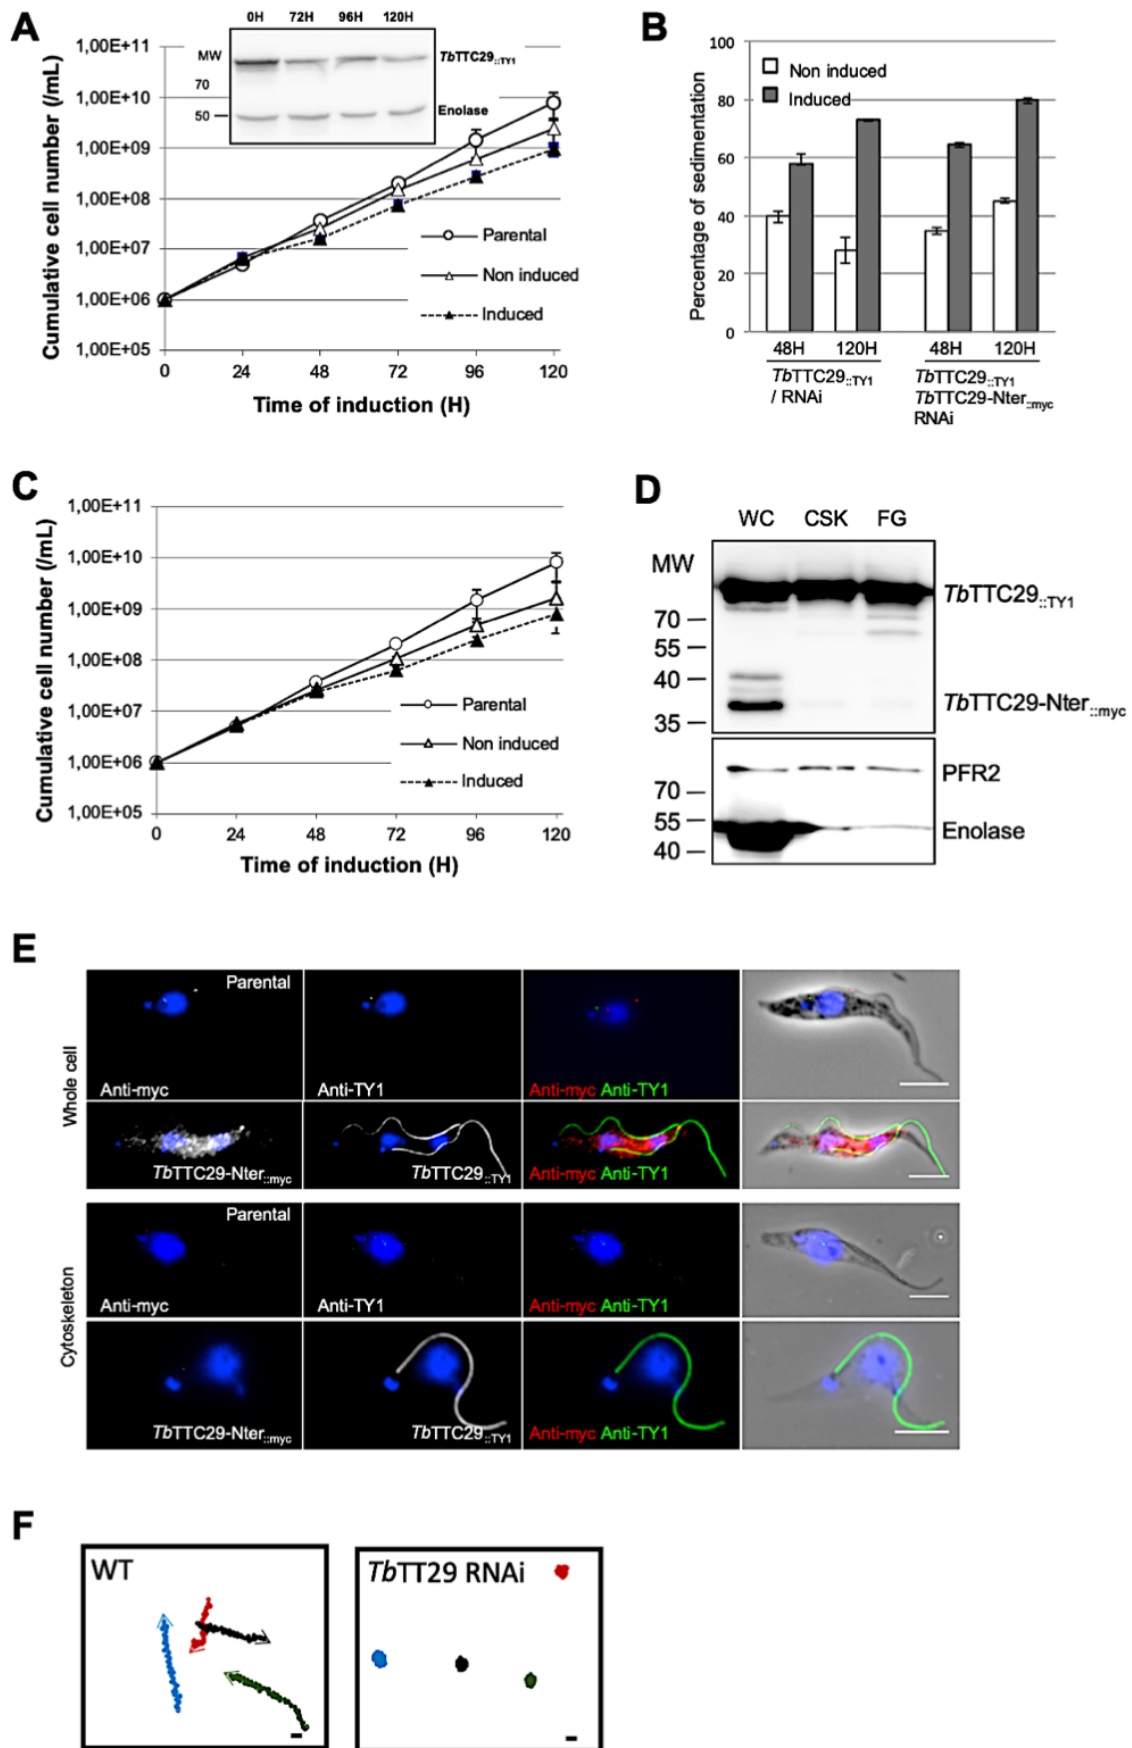 A
0H 72H 96H 120H
MW
70
50
TbTTC29::TY1
Enolase
1,00E+11
1,00E+10
1,00E+09
1,00E+08
1,00E+07
1,00E+06
1,00E+05
Cumulative cell number (/mL)
Parental
Non induced
Induced
0 24 48 72 96 120
Time of induction (H)
B
100
80
60
40
20
0
Percentage of sedimentation
Non induced
Induced
48H 120H 48H 120H
TbTTC29::TY1
/ RNAi
TbTTC29::TY1
TbTTC29-Nter::myc
RNAi
C
1,00E+11
1,00E+10
1,00E+09
1,00E+08
1,00E+07
1,00E+06
1,00E+05
Cumulative cell number (/mL)
Parental
Non induced
Induced
0 24 48 72 96 120
Time of induction (H)
D
WC CSK FG
MW
70
55
40
35
TbTTC29::TY1
TbTTC29-Nter::myc
70
55
40
PFR2
Enolase
E
Whole cell
Parental
Anti-myc
Anti-TY1
Anti-myc Anti-TY1
TbTTC29-Nter::myc
TbTTC29::TY1
Anti-myc Anti-TY1
Cytoskeleton
Parental
Anti-myc
Anti-TY1
Anti-myc Anti-TY1
TbTTC29-Nter::myc
TbTTC29::TY1
Anti-myc Anti-TY1
F
WT
TbTT29 RNAi